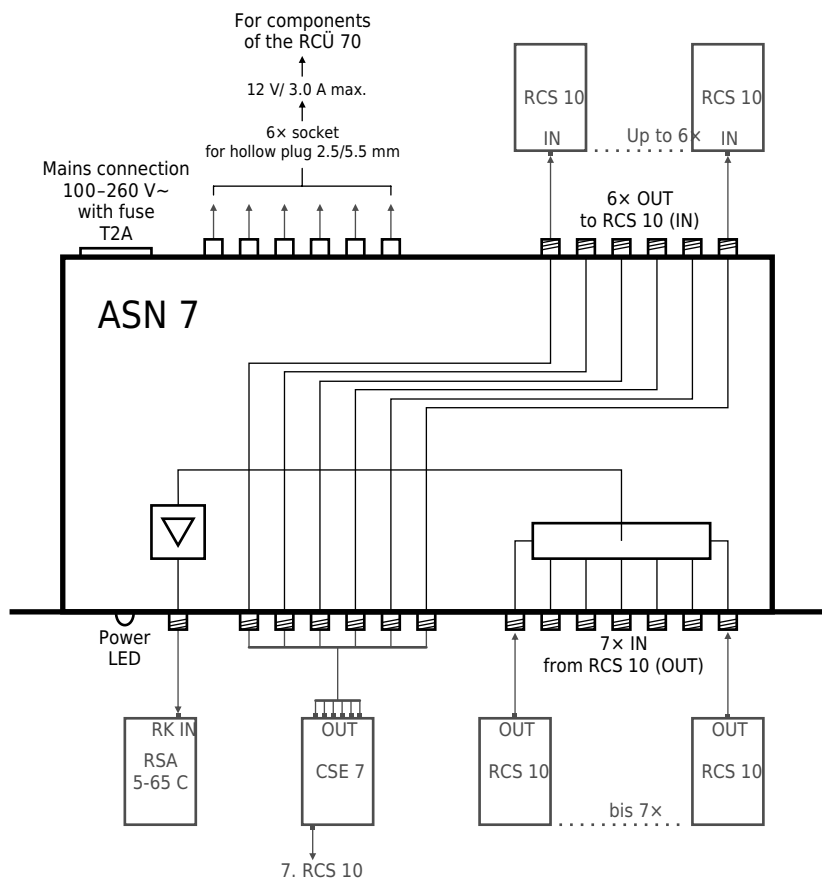 For components
of the RCÜ 70
12 V/ 3.0 A max.
6× socket
for hollow plug 2.5/5.5 mm
Mains connection
100–260 V~
with fuse
T2A
RCS 10
IN
Up to 6×
RCS 10
IN
6× OUT
to RCS 10 (IN)
ASN 7
Power
LED
7× IN
from RCS 10 (OUT)
RK IN
RSA
5-65 C
OUT
CSE 7
7. RCS 10
OUT
RCS 10
OUT
RCS 10
bis 7×